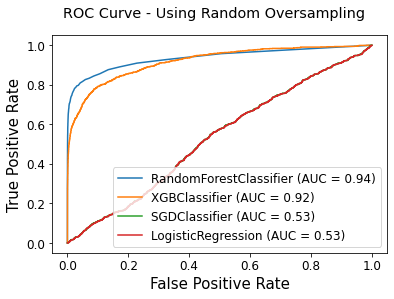 ROC Curve - Using Random Oversampling
True Positive Rate
1.0
0.8
0.6
0.4
0.2
0.0
RandomForestClassifier (AUC = 0.94)
XGBClassifier (AUC = 0.92)
SGDClassifier (AUC = 0.53)
LogisticRegression (AUC = 0.53)
0.0 0.2 0.4 0.6 0.8 1.0
False Positive Rate